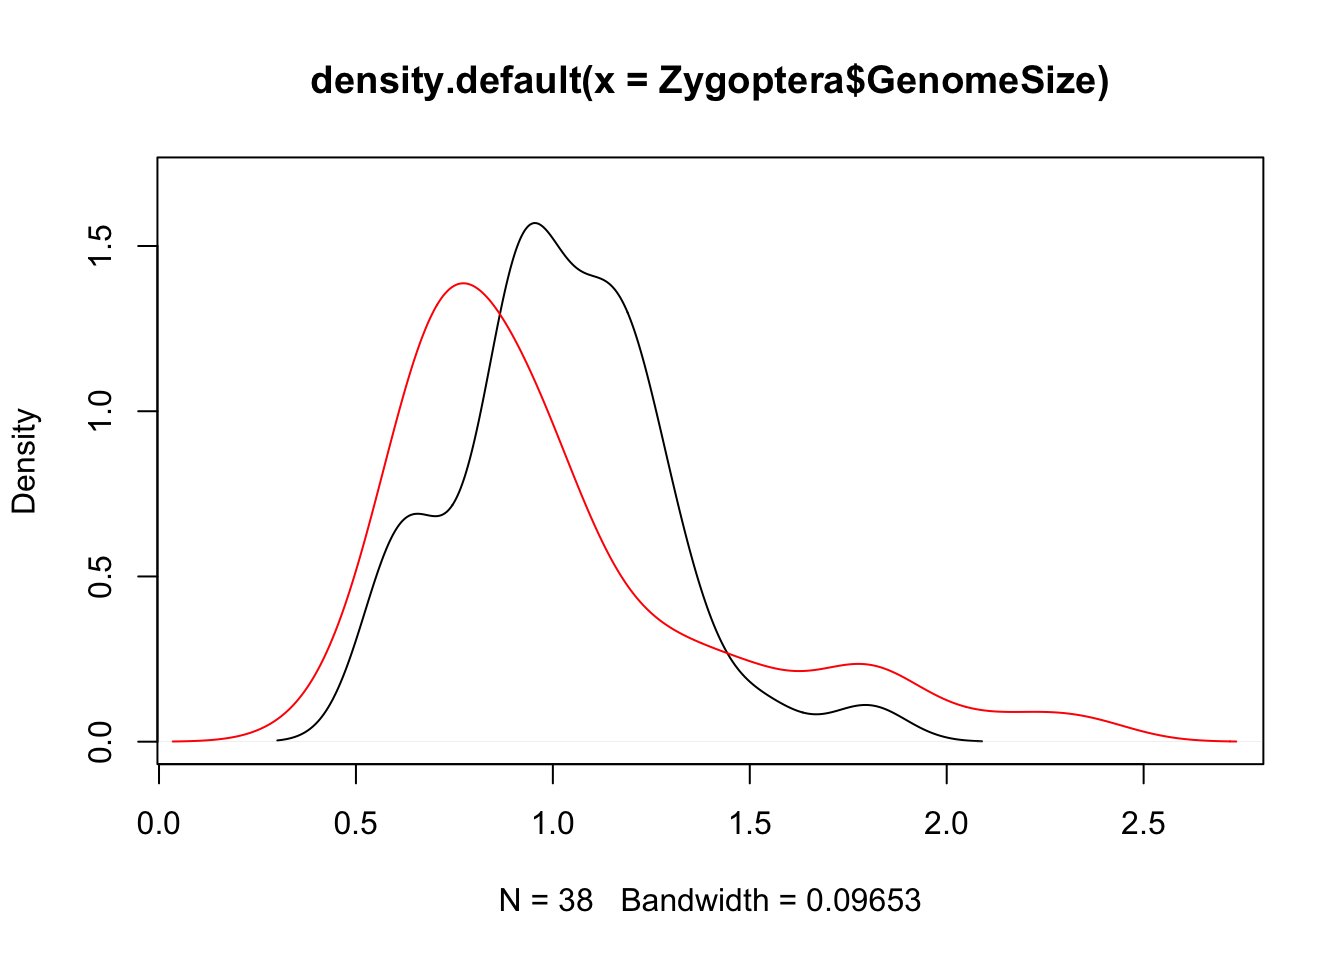 density.default(x = Zygoptera$GenomeSize)
Density
0.0
0.5
1.0
1.5
0.0 0.5 1.0 1.5 2.0 2.5
N = 38 Bandwidth = 0.09653